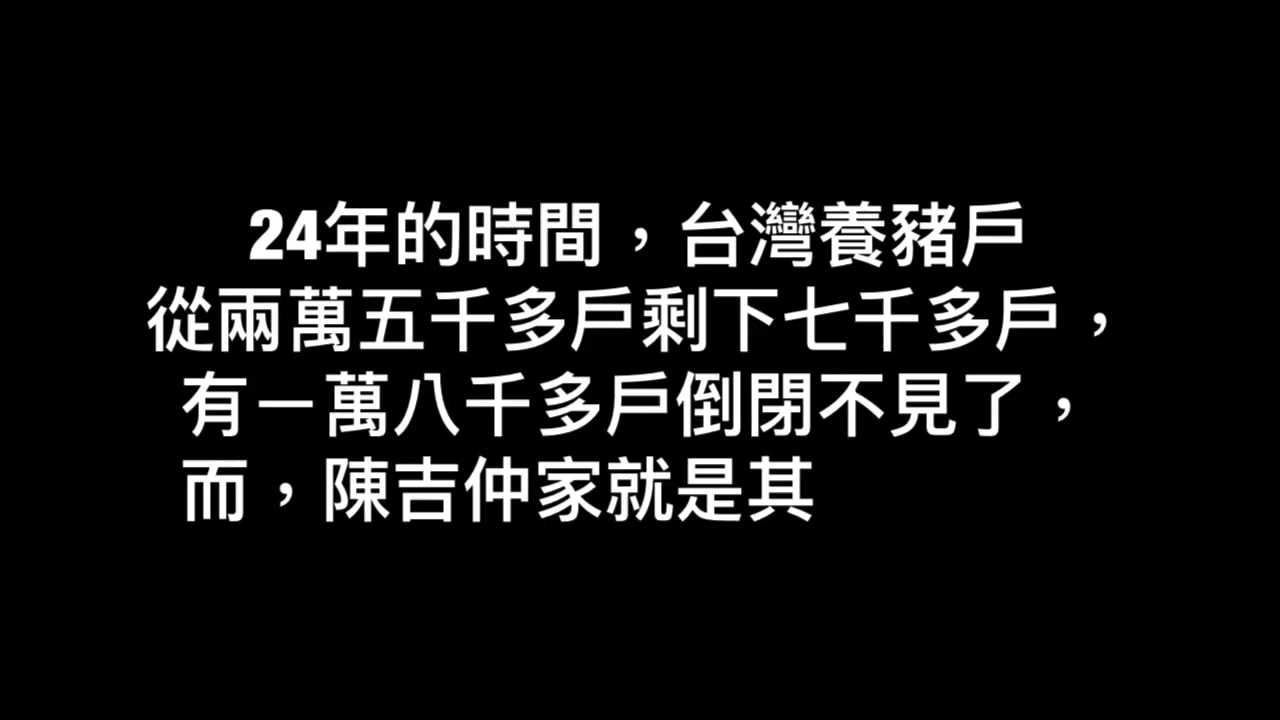 24年的時間，台灣養豬戶
從兩萬五千多戶剩下七千多戶，
有一萬八千多戶倒閉不見了，
而，陳吉仲家就是其